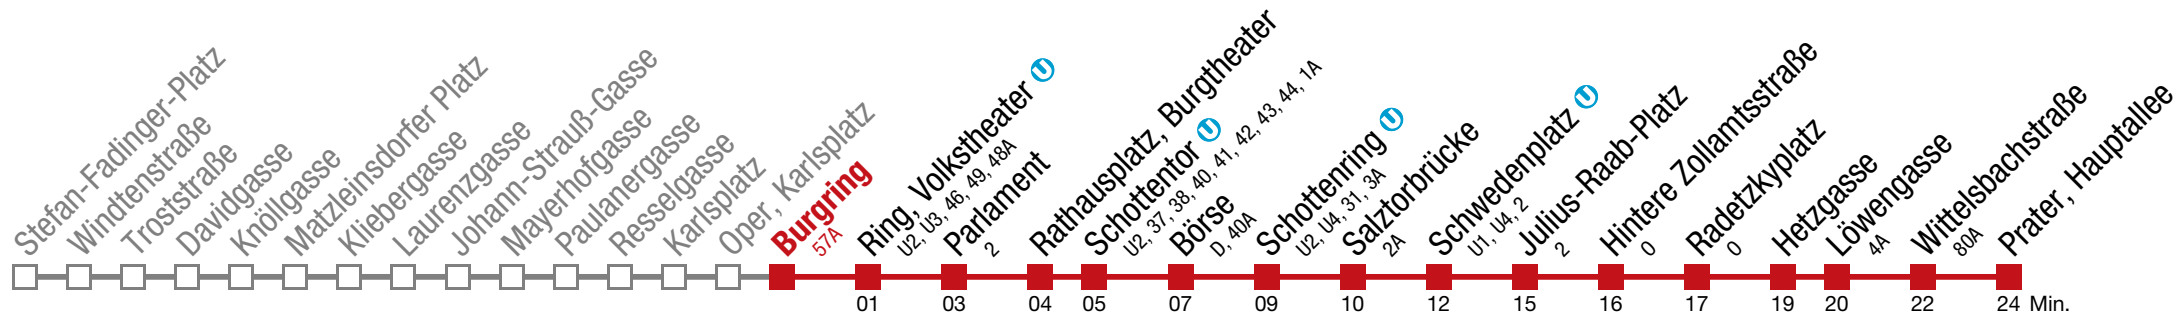 Stefan-Fadinger-Platz
Windtenstraße
Troststraße
Davidgasse
Knöllgasse
Matzleinsdorfer Platz
Kliebergasse
Laurenzgasse
Johann-Strauß-Gasse
Mayerhofgasse
Paulanergasse
Resselgasse
Karlsplatz
Oper, Karlsplatz
Burgring
57A
Ring, Volkstheater U
U2, U3, 46, 49, 48A
Parlament
2
Rathausplatz, Burgtheater
Schottentor U
U2, 37, 38, 40, 41, 42, 43, 44, 1A
Börse
D, 40A
Schottenring U
U2, U4, 31, 3A
Salztorbrücke
2A
Schwedenplatz U
U1, U4, 2
Julius-Raab-Platz
2
Hintere Zollamtsstraße
O
Radetzkyplatz
O
Hetzgasse
Löwengasse
4A
Wittelsbachstraße
80A
Prater, Hauptallee
01 03 04 05 07 09 10 12 15 16 17 19 20 22 24 Min.